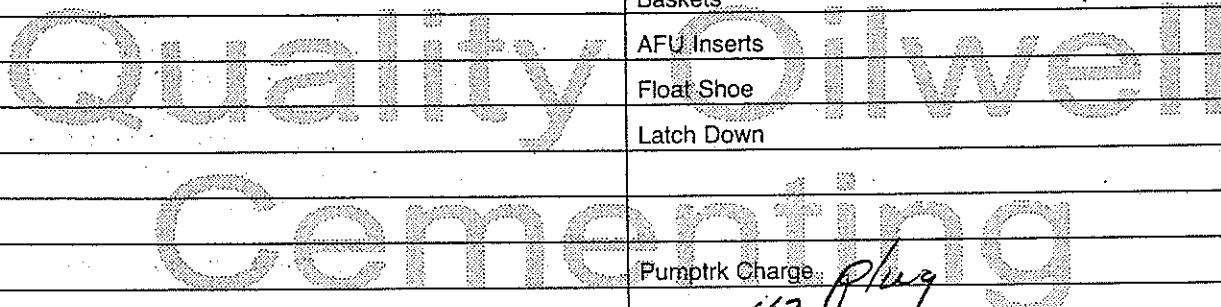 Baskets
AFU Inserts
Quality Oilwell
Float Shoe
Latch Down
Cementing
Pumptrk Charge plug